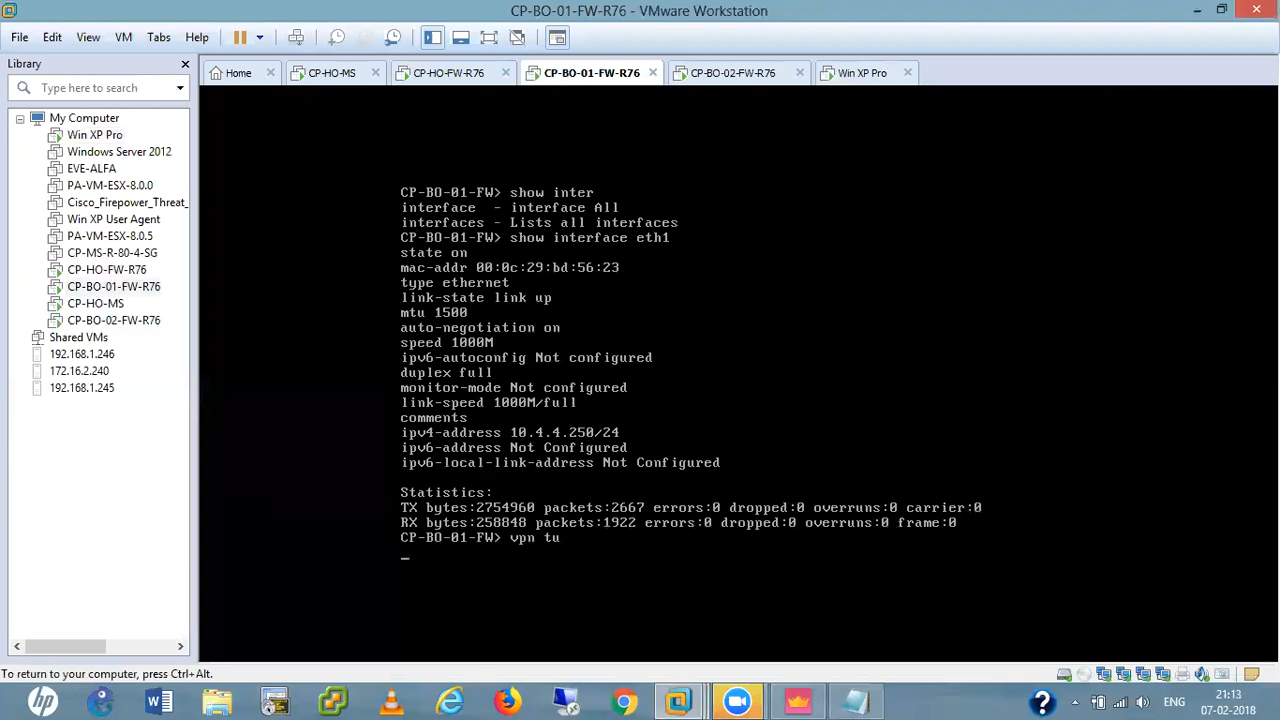 CP-BO-01-FW-R76 - VMware Workstation
File Edit View VM Tabs Help
Library
Type here to search
My Computer
Win XP Pro
Windows Server 2012
EVE-ALFA
PA-VM-ESX-8.0.0
Cisco_Firepower_Threat_
Win XP User Agent
PA-VM-ESX-8.0.5
CP-MS-R-80-4-SG
CP-HO-FW-R76
CP-BO-01-FW-R76
CP-HO-MS
CP-BO-02-FW-R76
Shared VMs
192.168.1.246
172.16.2.240
192.168.1.245
Home CP-HO-MS CP-HO-FW-R76 CP-BO-01-FW-R76 CP-BO-02-FW-R76 Win XP Pro
CP-BO-01-FW> show inter
interface - interface All
interfaces - Lists all interfaces
CP-BO-01-FW> show interface eth1
state on
mac-addr 00:0c:29:bd:56:23
type ethernet
link-state link up
mtu 1500
auto-negotiation on
speed 1000M
ipv6-autoconfig Not configured
duplex full
monitor-mode Not configured
link-speed 1000M/full
comments
ipv4-address 10.4.4.250/24
ipv6-address Not Configured
ipv6-local-link-address Not Configured
Statistics:
TX bytes:2754960 packets:2667 errors:0 dropped:0 overruns:0 carrier:0
RX bytes:258848 packets:1922 errors:0 dropped:0 overruns:0 frame:0
CP-BO-01-FW> vpn tu
_
To return to your computer, press Ctrl+Alt.
ENG
21:13
07-02-2018